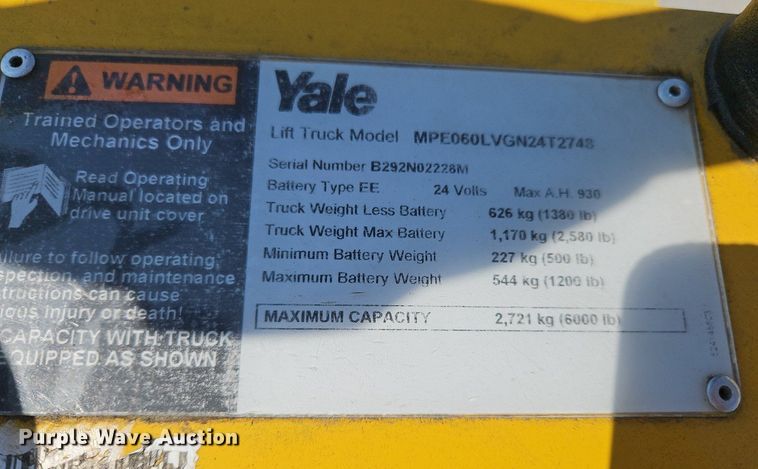 WARNING
Trained Operators and
Mechanics Only
Read Operating
Manual located on
drive unit cover
ilure to follow operating,
spection, and maintenance
tructions can cause
ious injury or death!
CAPACITY WITH TRUCK
EQUIPPED AS SHOWN
Yale
Lift Truck Model MPE060LVGN24T2748
Serial Number B292N02228M
Battery Type EE 24 Volts Max A.H. 930
Truck Weight Less Battery 626 kg (1380 lb)
Truck Weight Max Battery 1,170 kg (2,580 lb)
Minimum Battery Weight 227 kg (500 lb)
Maximum Battery Weight 544 kg (1200 lb)
MAXIMUM CAPACITY 2,721 kg (6000 lb)
Purple Wave Auction